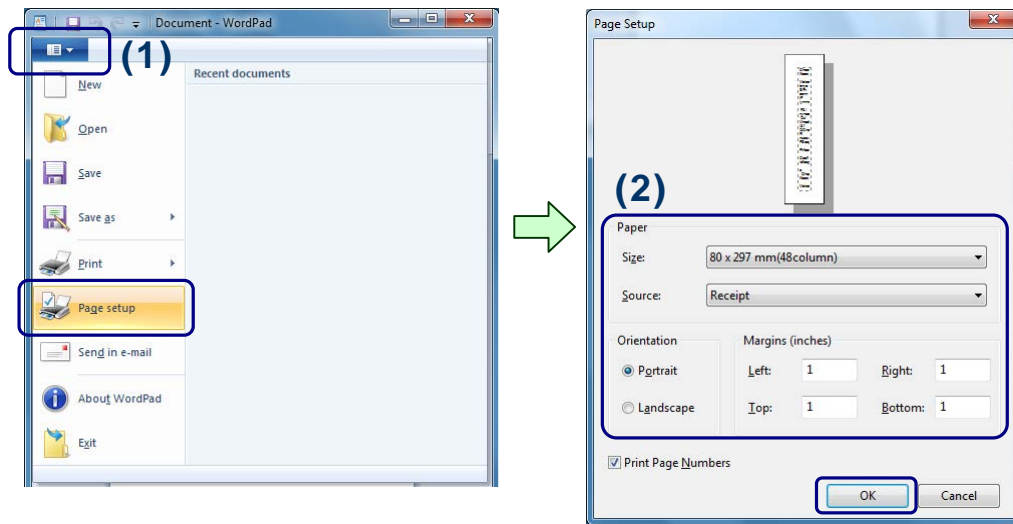 Document - WordPad
(1)
Recent documents
New
Open
Save
Save as
Print
Page setup
Send in e-mail
About WordPad
Exit
Page Setup
(2)
Paper
Size: 80 x 297 mm(48column)
Source: Receipt
Orientation
Portrait
Landscape
Margins (inches)
Left: 1 Right: 1
Top: 1 Bottom: 1
Print Page Numbers
OK Cancel